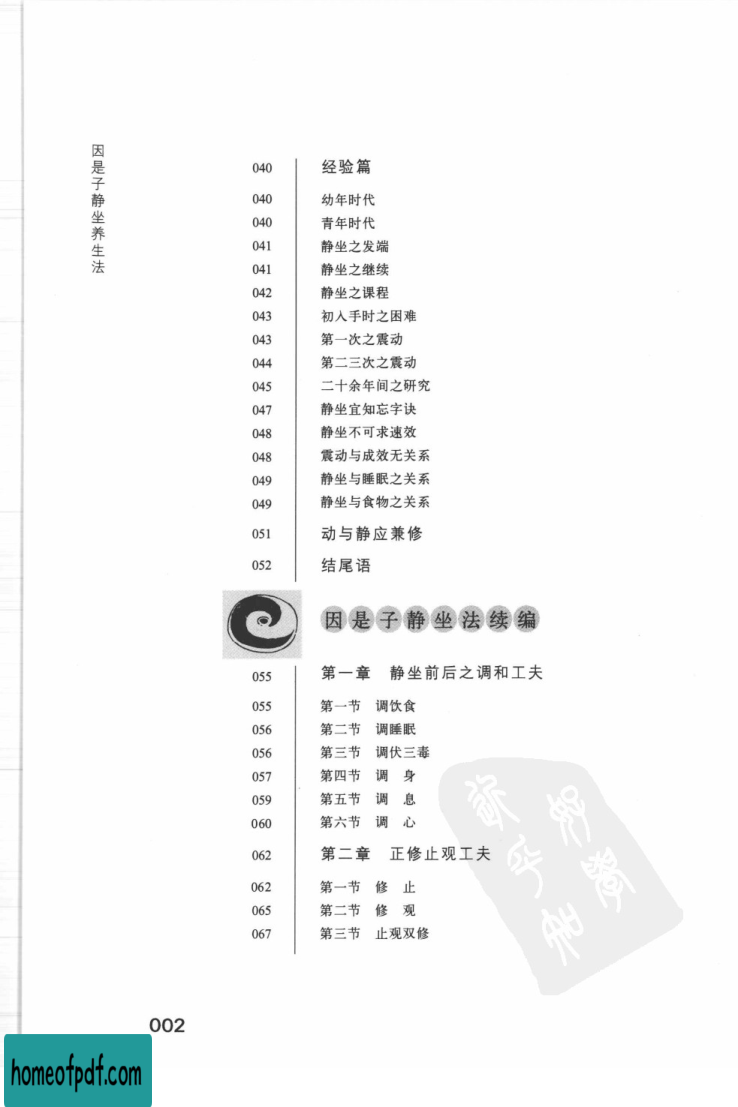 因是子静坐养生法
040 经验篇
040 幼年时代
040 青年时代
041 静坐之发端
041 静坐之继续
042 静坐之课程
043 初入手时之困难
043 第一次之震动
044 第二三次之震动
045 二十余年间之研究
047 静坐宜知忘字诀
048 静坐不可求速效
048 震动与成效无关系
049 静坐与睡眠之关系
049 静坐与食物之关系
051 动与静应兼修
052 结尾语
因是子静坐法续编
055 第一章 静坐前后之调和工夫
055 第一节 调饮食
056 第二节 调睡眠
056 第三节 调伏三毒
057 第四节 调 身
059 第五节 调 息
060 第六节 调 心
062 第二章 正修止观工夫
062 第一节 修 止
065 第二节 修 观
067 第三节 止观双修
002
homeofpdf.com